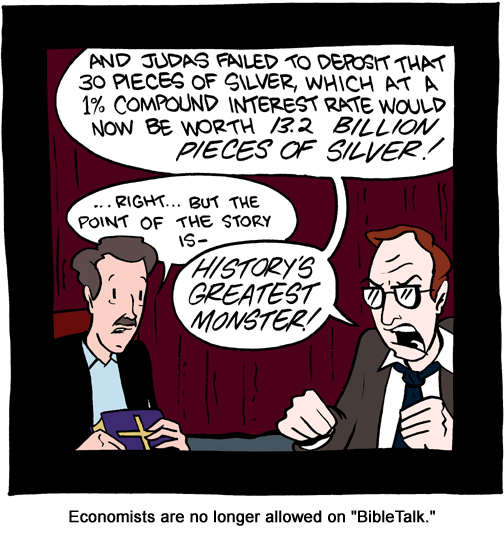 AND JUDAS FAILED TO DEPOSIT THAT
30 PIECES OF SILVER, WHICH AT A
1% COMPOUND INTEREST RATE WOULD
NOW BE WORTH 13.2 BILLION
PIECES OF SILVER!
...RIGHT... BUT THE
POINT OF THE STORY
IS—
HISTORY'S
GREATEST
MONSTER!
Economists are no longer allowed on "BibleTalk."